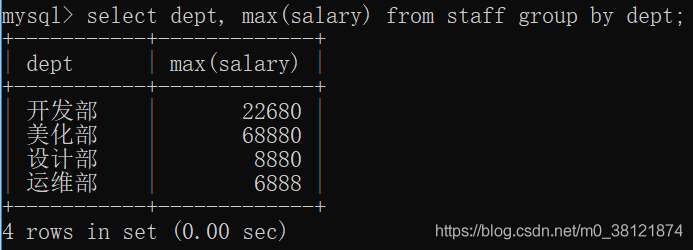 mysql> select dept, max(salary) from staff group by dept;
+-----------+-------------+
| dept | max(salary) |
+-----------+-------------+
| 开发部 | 22680 |
| 美化部 | 68880 |
| 设计部 | 8880 |
| 运维部 | 6888 |
+-----------+-------------+
4 rows in set (0.00 sec)
https://blog.csdn.net/m0_38121874